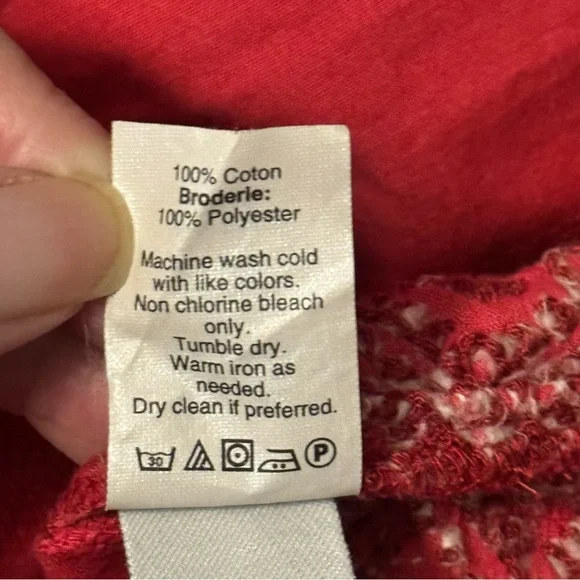 100% Coton
Broderie:
100% Polyester
Machine wash cold
with like colors.
Non chlorine bleach
only.
Tumble dry.
Warm iron as
needed.
Dry clean if preferred.
30 P